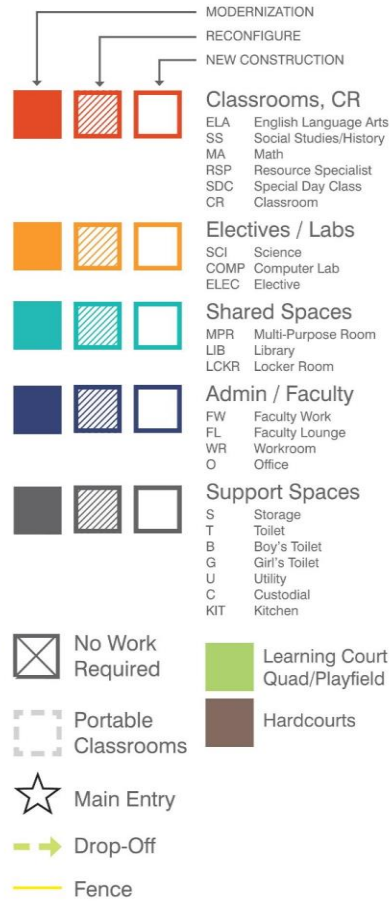 MODERNIZATION
RECONFIGURE
NEW CONSTRUCTION
Classrooms, CR
ELA English Language Arts
SS Social Studies/History
MA Math
RSP Resource Specialist
SDC Special Day Class
CR Classroom
Electives / Labs
SCI Science
COMP Computer Lab
ELEC Elective
Shared Spaces
MPR Multi-Purpose Room
LIB Library
LCKR Locker Room
Admin / Faculty
FW Faculty Work
FL Faculty Lounge
WR Workroom
O Office
Support Spaces
S Storage
T Toilet
B Boy's Toilet
G Girl's Toilet
U Utility
C Custodial
KIT Kitchen
No Work
Required
Portable
Classrooms
Main Entry
Drop-Off
Fence
Learning Court
Quad/Playfield
Hardcourts